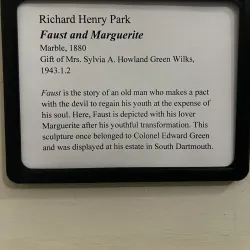 Richard Henry Park
Faust and Marguerite
Marble, 1880
Gift of Mrs. Sylvia A. Howland Green Wilks,
1943.1.2
Faust is the story of an old man who makes a pact
with the devil to regain his youth at the expense of
his soul. Here, Faust is depicted with his lover
Marguerite after his youthful transformation. This
sculpture once belonged to Colonel Edward Green
and was displayed at his estate in South Dartmouth.